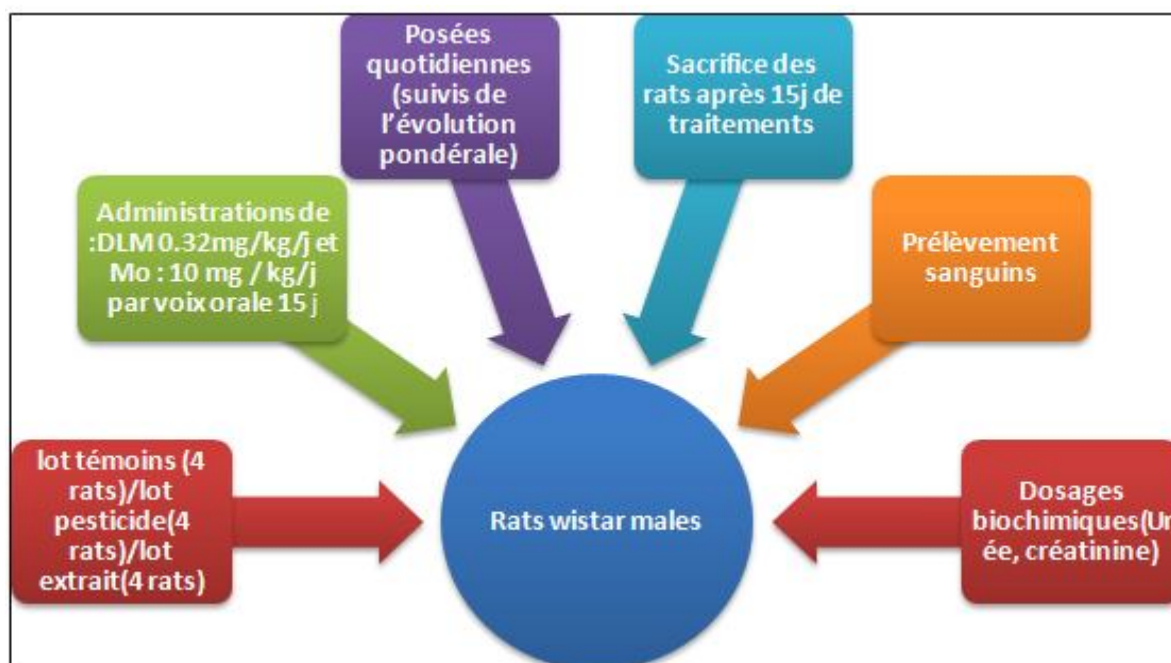 Posées
quotidiennes
(suivis de
l'évolution
pondérale)
Sacrifice des
rats après 15j de
traitements
Administrations de
:DLM 0.32mg/kg/j et
Mo : 10 mg / kg/j
par voix orale 15 j
Prélèvement
sanguins
lot témoins (4
rats)/lot
pesticide(4
rats)/lot
extrait(4 rats)
Rats wistar males
Dosages
biochimiques(Ur
ée, créatinine)